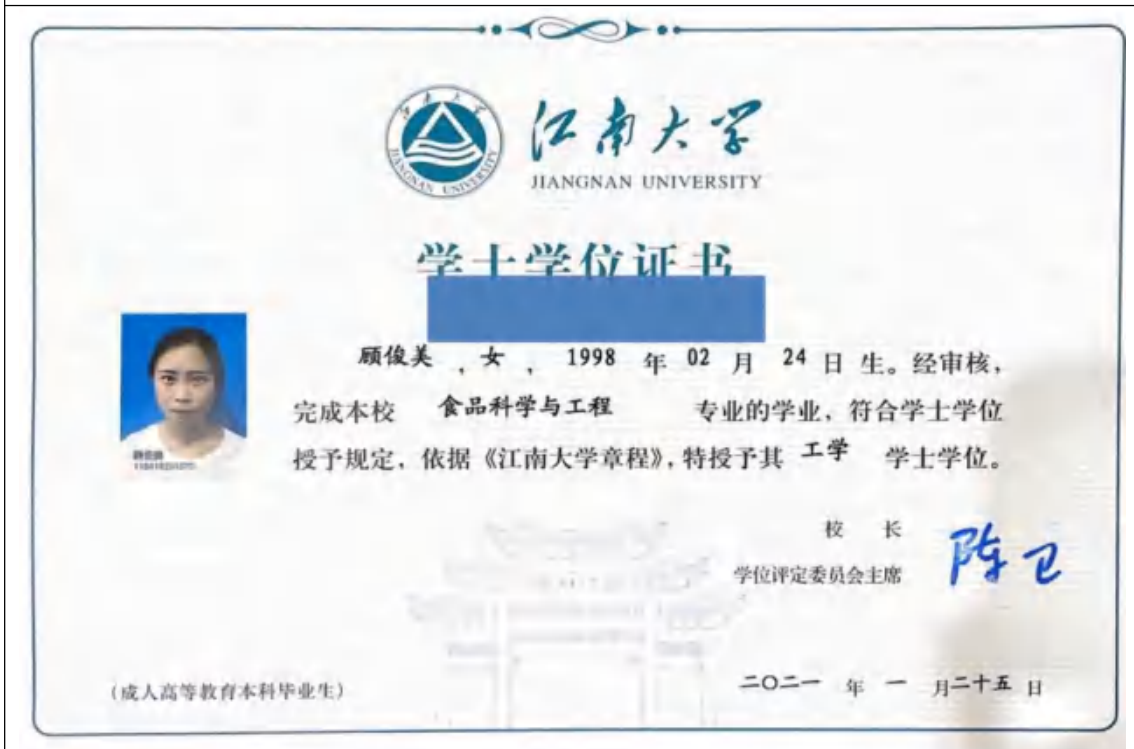 江南大学
JIANGNAN UNIVERSITY
学士学位证书
顾俊美 ，女 ， 1998 年 02 月 24 日 生。经审核，
完成本校 食品科学与工程 专业的学业，符合学士学位
授予规定，依据《江南大学章程》，特授予其 工学 学士学位。
校 长
学位评定委员会主席
陈卫
(成人高等教育本科毕业生)
二〇二一 年 一 月二十五 日